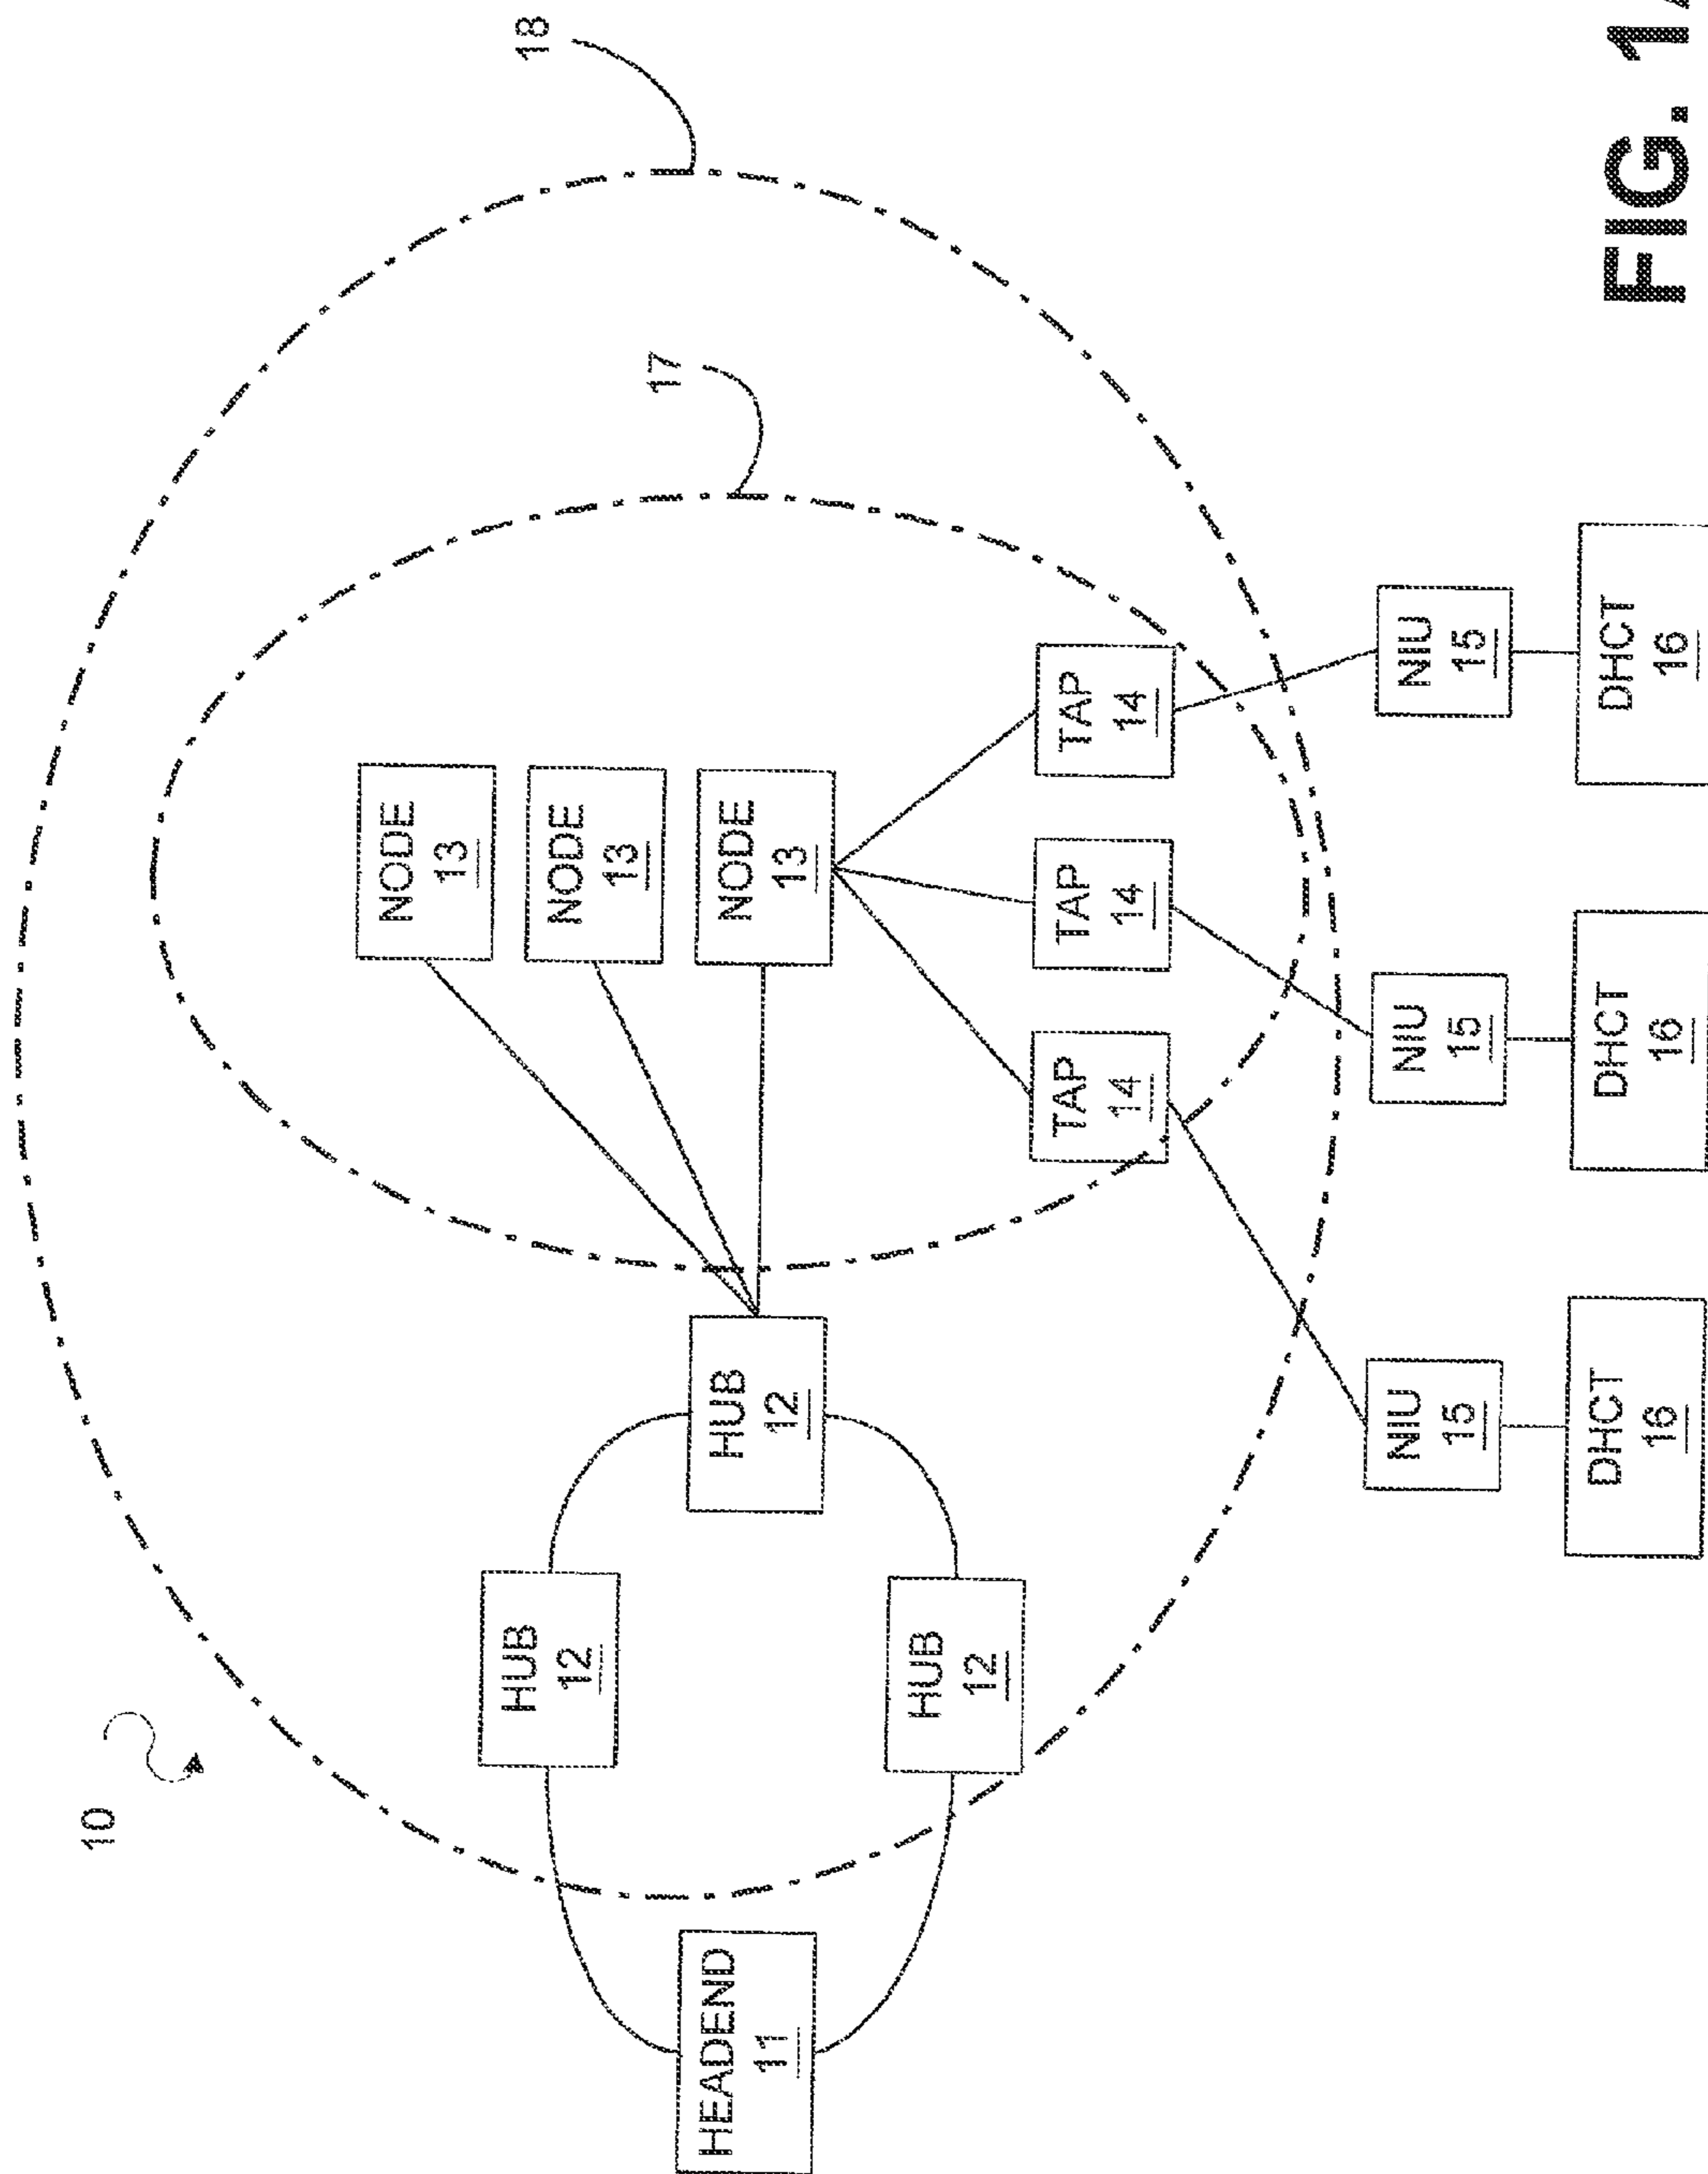 10
NODE
13
18
HUB
12
NODE
13
17
HEADEND
11
HUB
12
NODE
13
HUB
12
TAP
14
TAP
14
TAP
14
NIU
15
NIU
15
NIU
15
DHCT
16
DHCT
16
DHCT
16
FIG. 1A